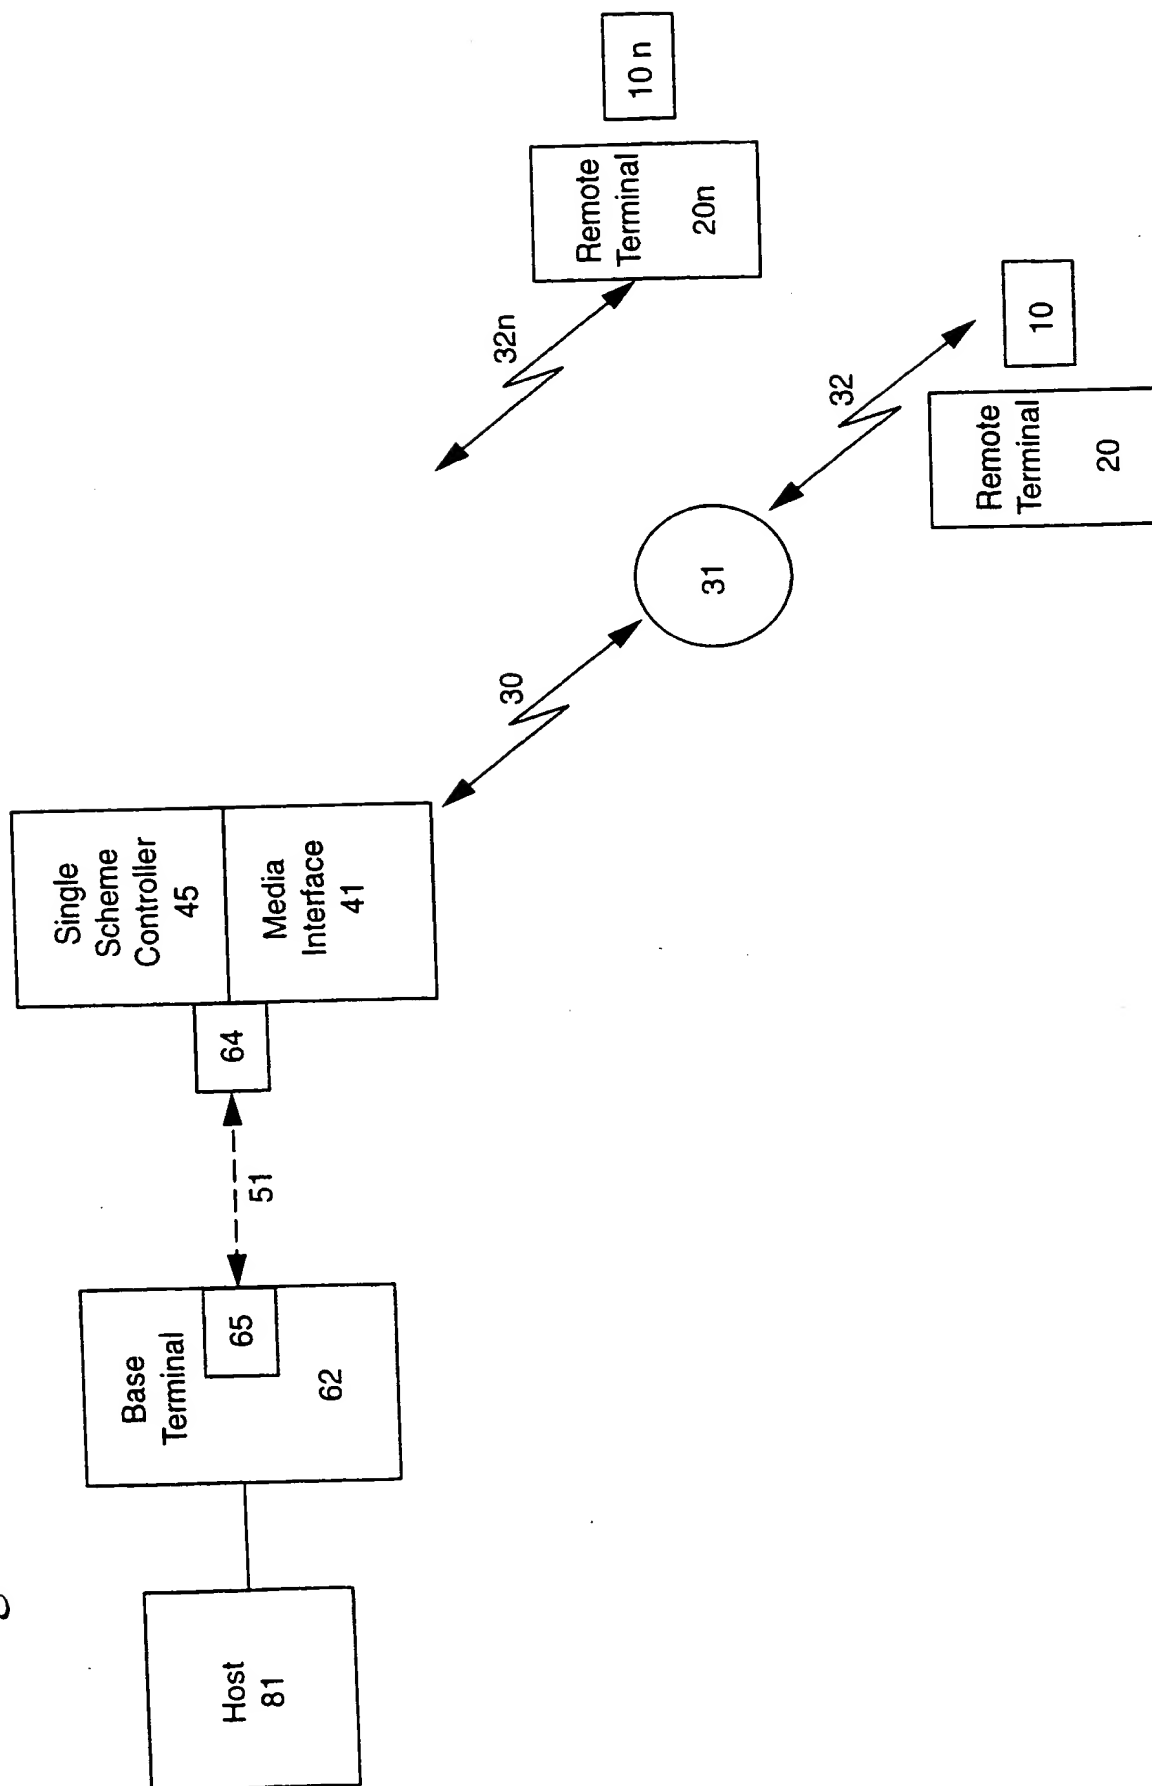 Host
81
Base
Terminal
65
62
51
64
Single
Scheme
Controller
45
Media
Interface
41
30
31
32
32n
Remote
Terminal
20
10
Remote
Terminal
20n
10 n